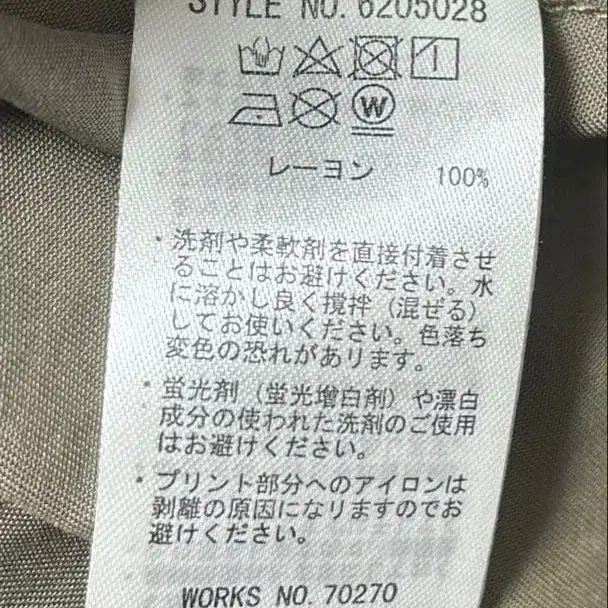 STYLE NO. 6205028
W
レーヨン 100%
・洗剤や柔軟剤を直接付着させ
ることはお避けください。水
に溶かし良く攪拌（混ぜる）
してお使いください。色落ち
変色の恐れがあります。
・蛍光剤（蛍光増白剤）や漂白
成分の使われた洗剤のご使用
はお避けください。
・プリント部分へのアイロンは
剥離の原因になりますのでお
避けください。
WORKS NO. 70270